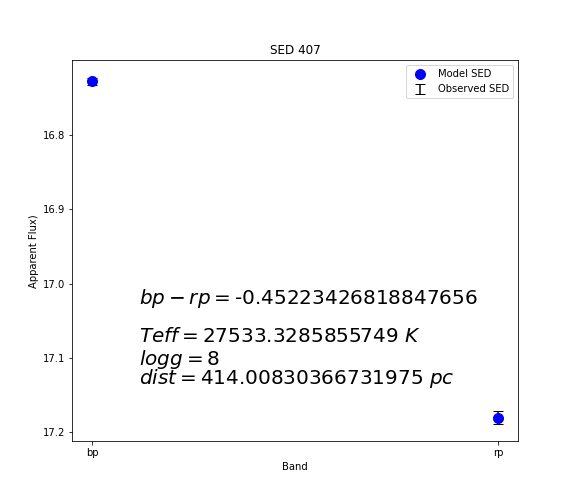 SED 407
Model SED
Observed SED
16.8
16.9
17.0
17.1
17.2
Apparent Flux)
bp − rp = -0.45223426818847656
Teff = 27533.3285855749 K
logg = 8
dist = 414.00830366731975 pc
bp
rp
Band